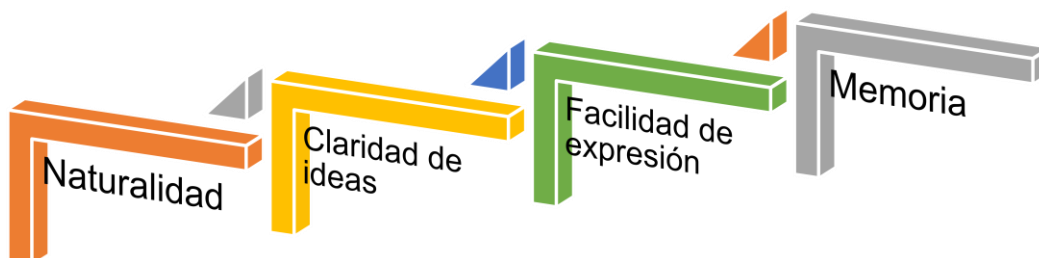 Naturalidad
Claridad de
ideas
Facilidad de
expresión
Memoria